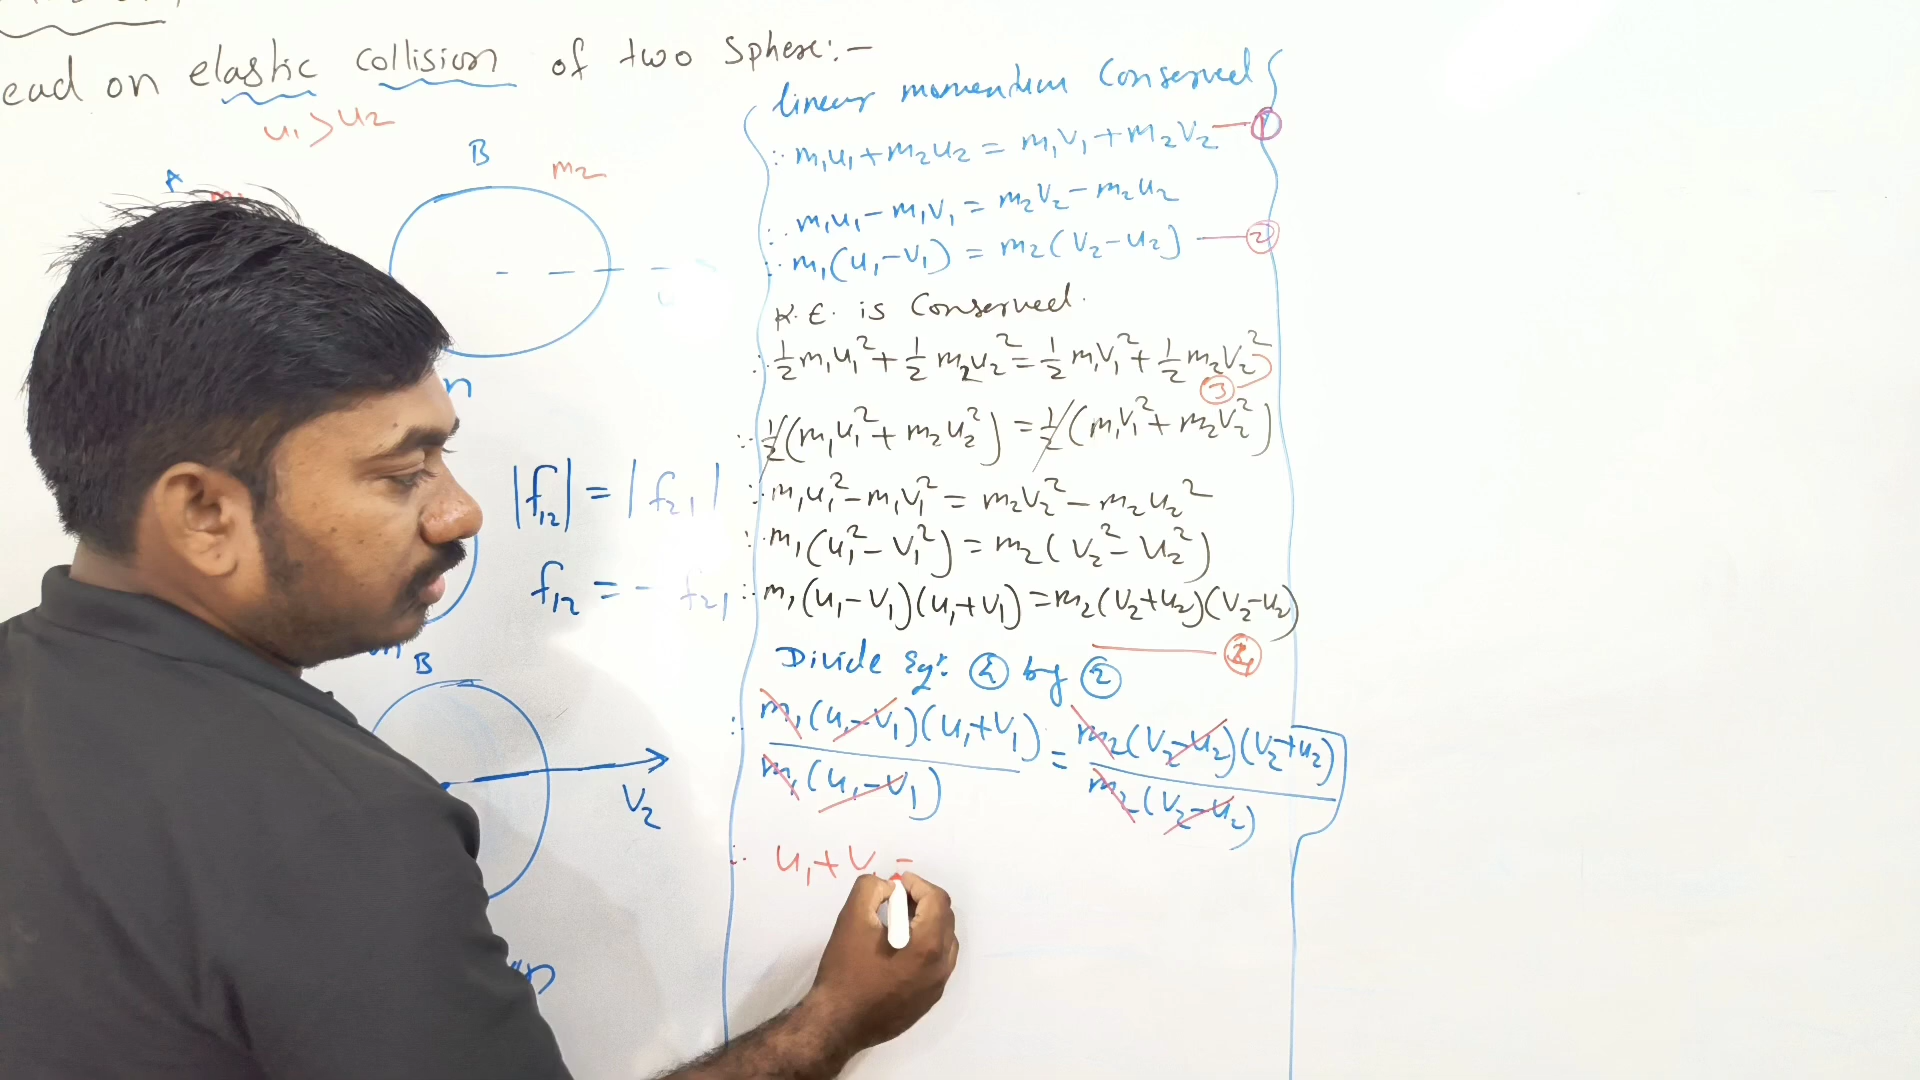 ead on elastic collision of two Sphere:-
u₁ > u₂
A
B
m₂
|f₁₂| = |f₂₁|
f₁₂ = - f₂₁
B
V₂
linear momentum Conserved
∴ m₁u₁ + m₂u₂ = m₁V₁ + m₂V₂ — ①
∴ m₁u₁ - m₁V₁ = m₂V₂ - m₂u₂
∴ m₁(u₁-V₁) = m₂(V₂-u₂) — ②
K.E. is Conserved.
∴ ½m₁u₁² + ½m₂u₂² = ½m₁V₁² + ½m₂V₂²
③
∴ ½(m₁u₁² + m₂u₂²) = ½(m₁V₁² + m₂V₂²)
∴ m₁u₁² - m₁V₁² = m₂V₂² - m₂u₂²
∴ m₁(u₁² - V₁²) = m₂(V₂² - U₂²)
∴ m₁(u₁-V₁)(u₁+V₁) = m₂(V₂+u₂)(V₂-u₂)
Divide Eqⁿ. by ②
∴ m₁(u₁-V₁)(u₁+V₁) = m₂(V₂-u₂)(V₂+u₂)
m₁(u₁-V₁) m₂(V₂-u₂)
∴ u₁+V₁ =